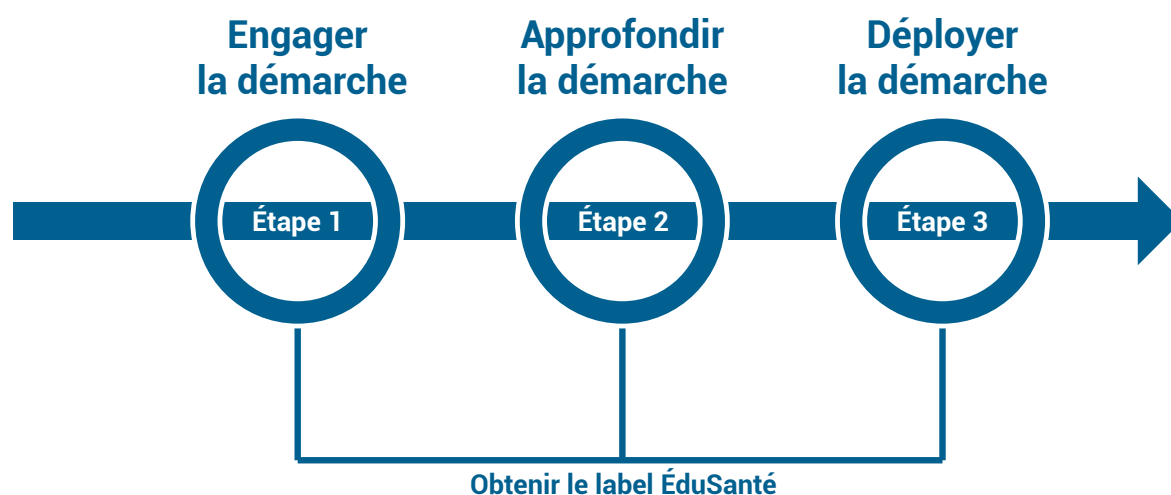 Engager
la démarche
Approfondir
la démarche
Déployer
la démarche
Étape 1
Étape 2
Étape 3
Obtenir le label ÉduSanté